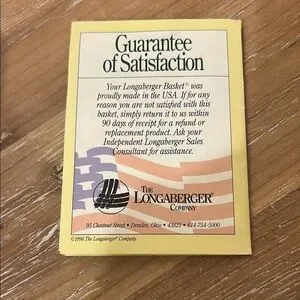 Guarantee
of Satisfaction
Your Longaberger Basket® was
proudly made in the USA. If for any
reason you are not satisfied with this
basket, simply return it to us within
90 days of receipt for a refund or
replacement product. Ask your
Independent Longaberger Sales
Consultant for assistance.
THE
LONGABERGER®
COMPANY
95 Chestnut Street • Dresden, Ohio • 43821 • 614-754-5000
©1996 The Longaberger® Company